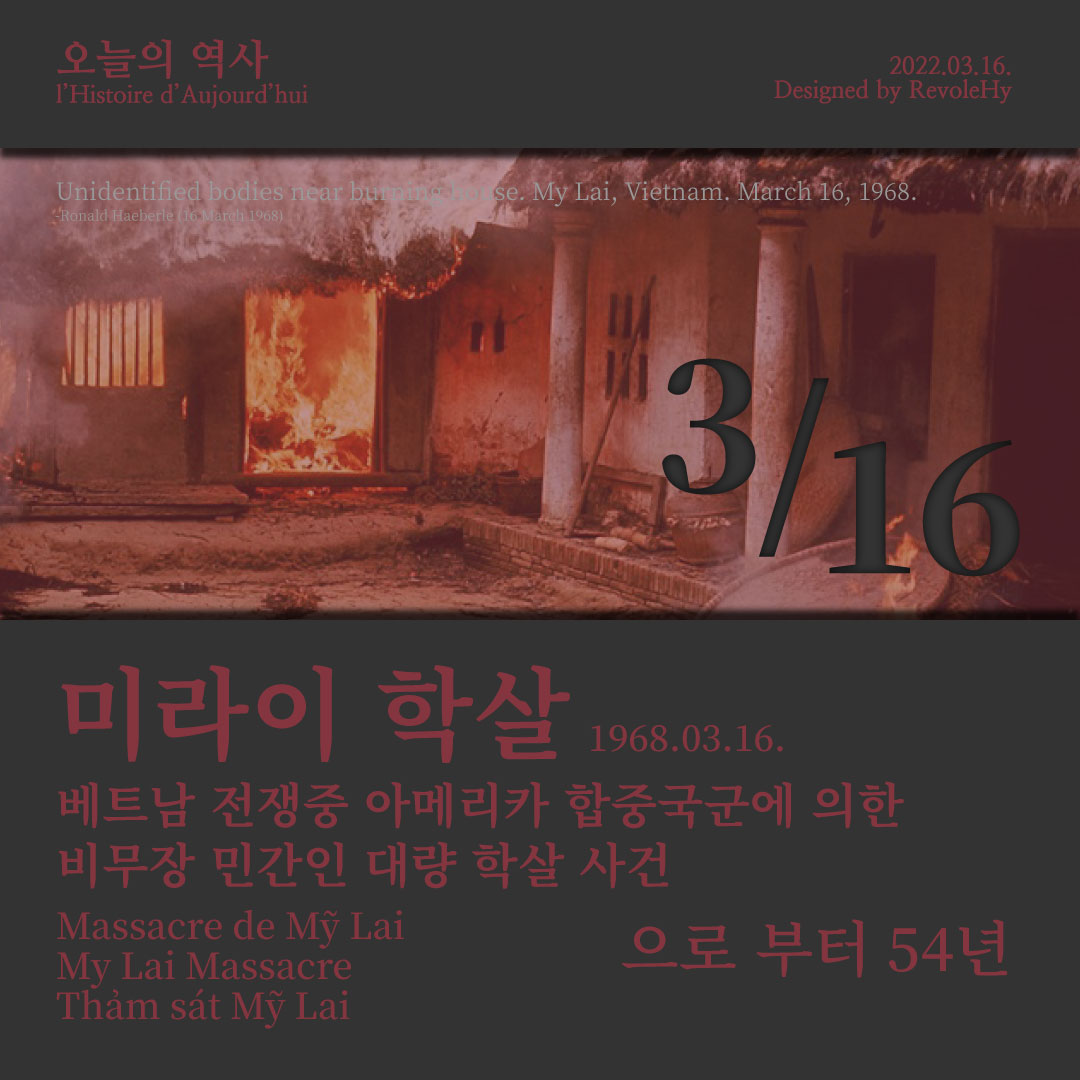 오늘의 역사
l'Histoire d'Aujourd'hui
2022.03.16.
Designed by RevoleHy
Unidentified bodies near burning house. My Lai, Vietnam. March 16, 1968.
-Ronald Haeberle (16 March 1968)
3/16
미라이 학살 1968.03.16.
베트남 전쟁중 아메리카 합중국군에 의한
비무장 민간인 대량 학살 사건
Massacre de Mỹ Lai
My Lai Massacre
Thảm sát Mỹ Lai
으로 부터 54년